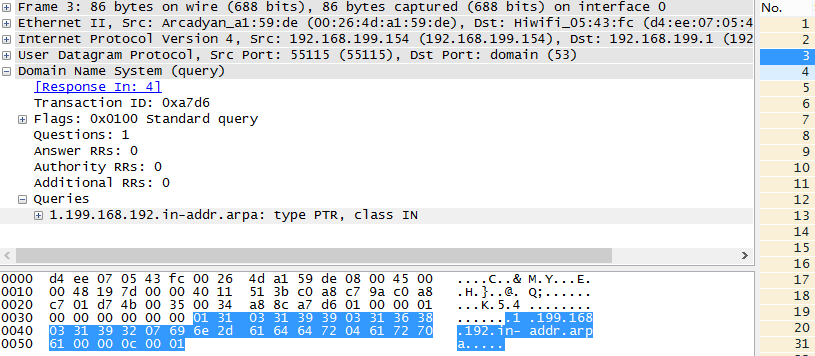 Frame 3: 86 bytes on wire (688 bits), 86 bytes captured (688 bits) on interface 0
Ethernet II, Src: Arcadyan_a1:59:de (00:26:4d:a1:59:de), Dst: Hiwifi_05:43:fc (d4:ee:07:05:4
Internet Protocol Version 4, Src: 192.168.199.154 (192.168.199.154), Dst: 192.168.199.1 (192
User Datagram Protocol, Src Port: 55115 (55115), Dst Port: domain (53)
Domain Name System (query)
[Response In: 4]
Transaction ID: 0xa7d6
Flags: 0x0100 Standard query
Questions: 1
Answer RRs: 0
Authority RRs: 0
Additional RRs: 0
Queries
1.199.168.192.in-addr.arpa: type PTR, class IN
0000 d4 ee 07 05 43 fc 00 26 4d a1 59 de 08 00 45 00 ....C..& M.Y...E.
0010 00 48 19 7d 00 00 40 11 51 3b c0 a8 c7 9a c0 a8 .H.}..@. Q;......
0020 c7 01 d7 4b 00 35 00 34 a8 8c a7 d6 01 00 00 01 ...K.5.4 ........
0030 00 00 00 00 00 00 01 31 03 31 39 39 03 31 36 38 .......1 .199.168
0040 03 31 39 32 07 69 6e 2d 61 64 64 72 04 61 72 70 .192.in- addr.arp
0050 61 00 00 0c 00 01 a.....
No.
1
2
3
4
5
6
7
8
9
10
11
12
13
14
15
16
17
18
19
20
31